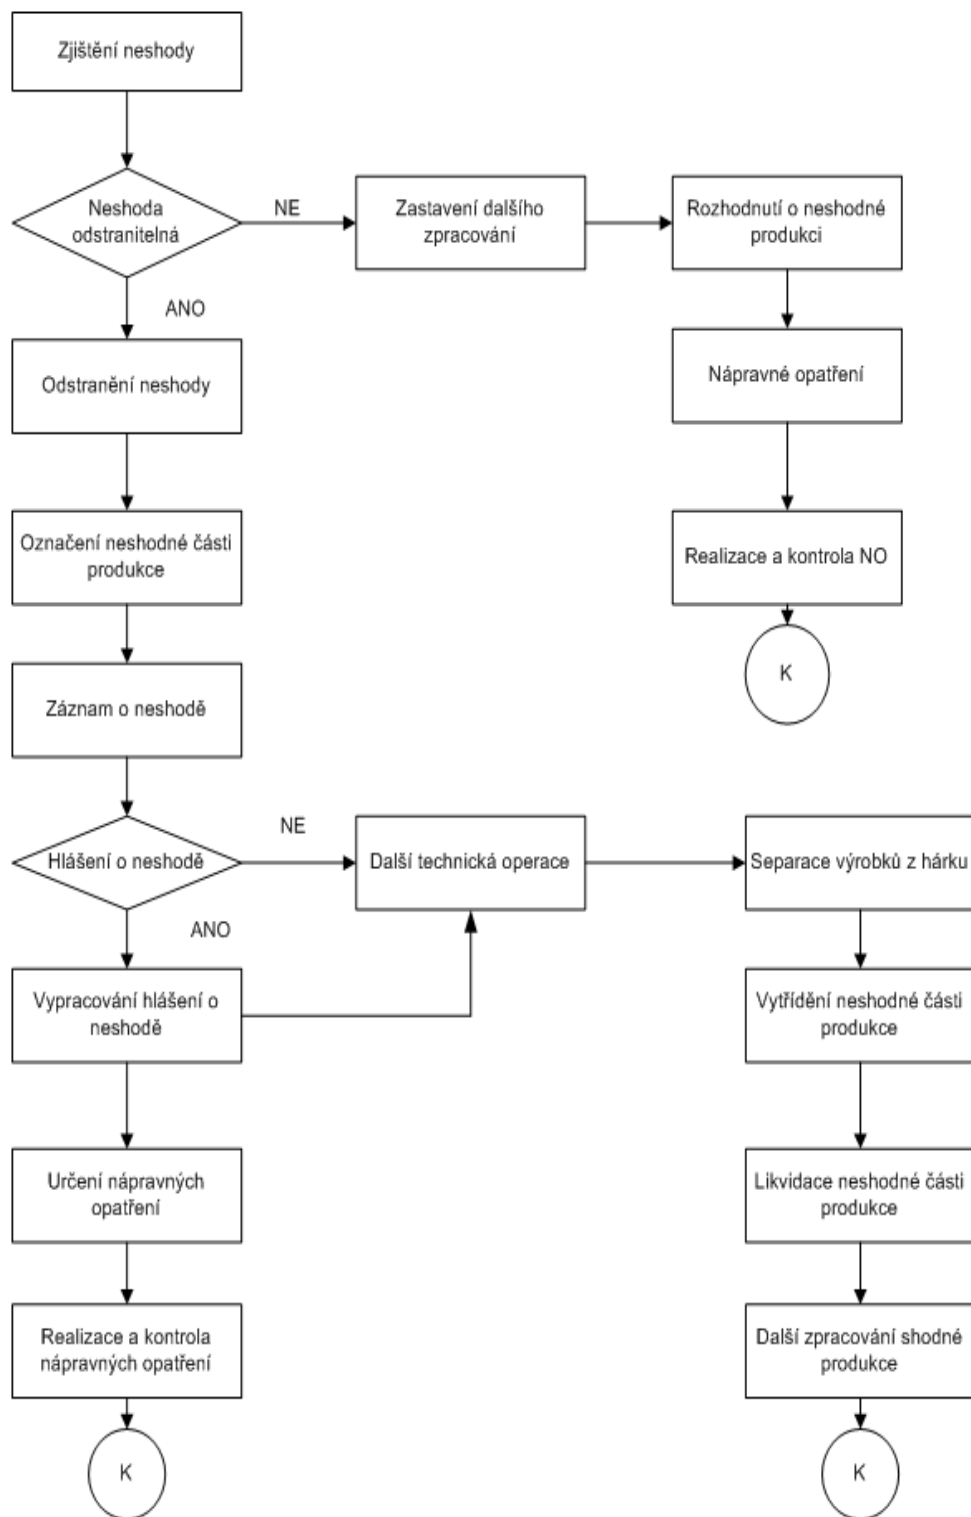 Zjištění neshody
Neshoda
odstranitelná
NE
Zastavení dalšího
zpracování
Rozhodnutí o neshodné
produkci
ANO
Odstranění neshody
Nápravné opatření
Označení neshodné části
produkce
Realizace a kontrola NO
K
Záznam o neshodě
Hlášení o neshodě
NE
Další technická operace
Separace výrobků z hárku
ANO
Vypracování hlášení o
neshodě
Vytřídění neshodné části
produkce
Určení nápravných
opatření
Likvidace neshodné části
produkce
Realizace a kontrola
nápravných opatření
Další zpracování shodné
produkce
K
K